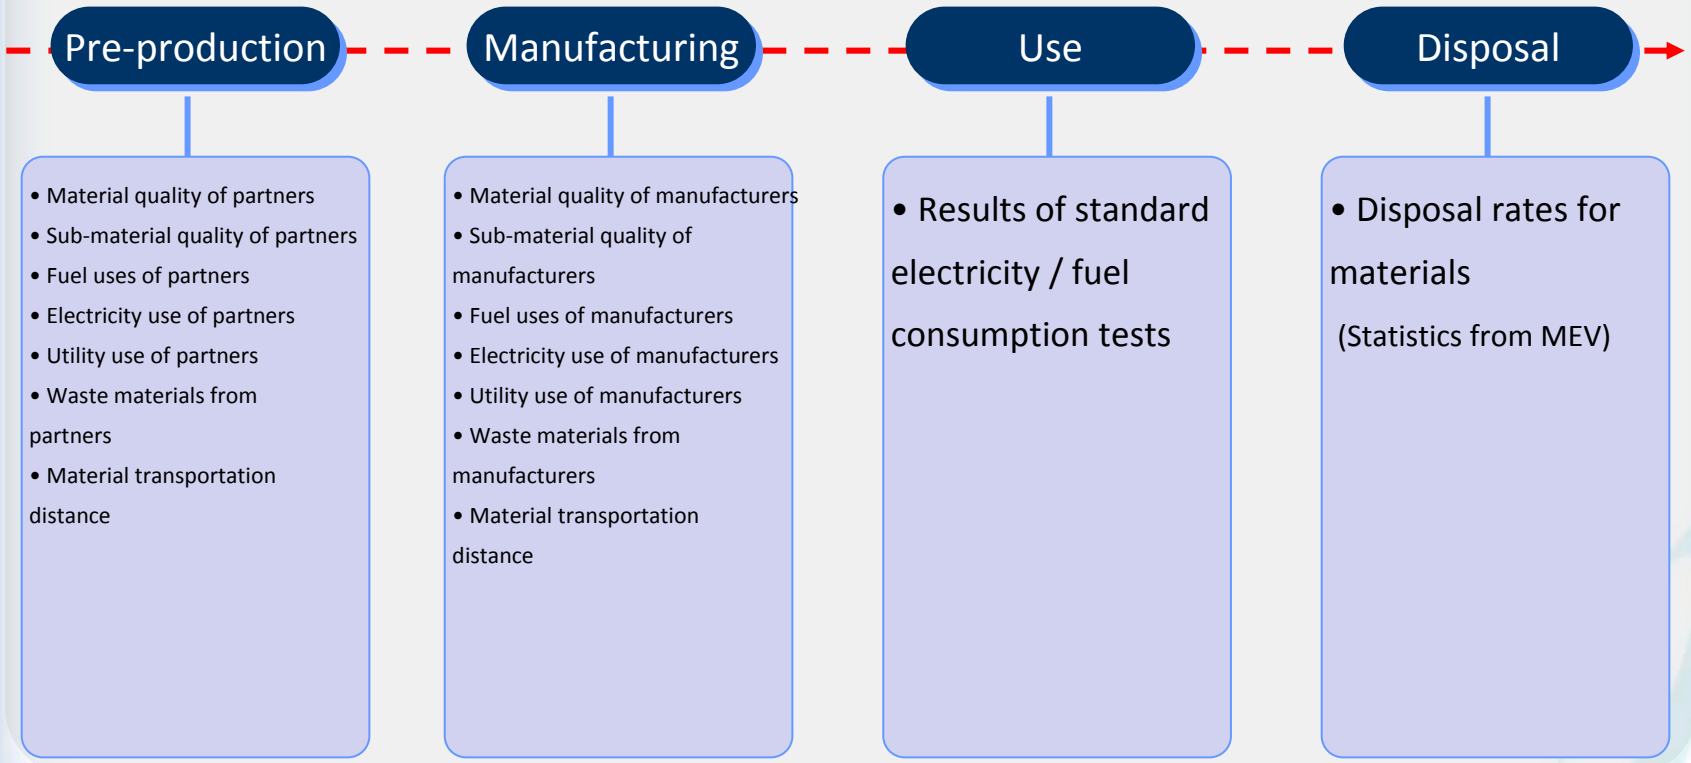 Pre-production
• Material quality of partners
• Sub-material quality of partners
• Fuel uses of partners
• Electricity use of partners
• Utility use of partners
• Waste materials from
partners
• Material transportation
distance
Manufacturing
• Material quality of manufacturers
• Sub-material quality of
manufacturers
• Fuel uses of manufacturers
• Electricity use of manufacturers
• Utility use of manufacturers
• Waste materials from
manufacturers
• Material transportation
distance
Use
• Results of standard
electricity / fuel
consumption tests
Disposal
• Disposal rates for
materials
(Statistics from MEV)